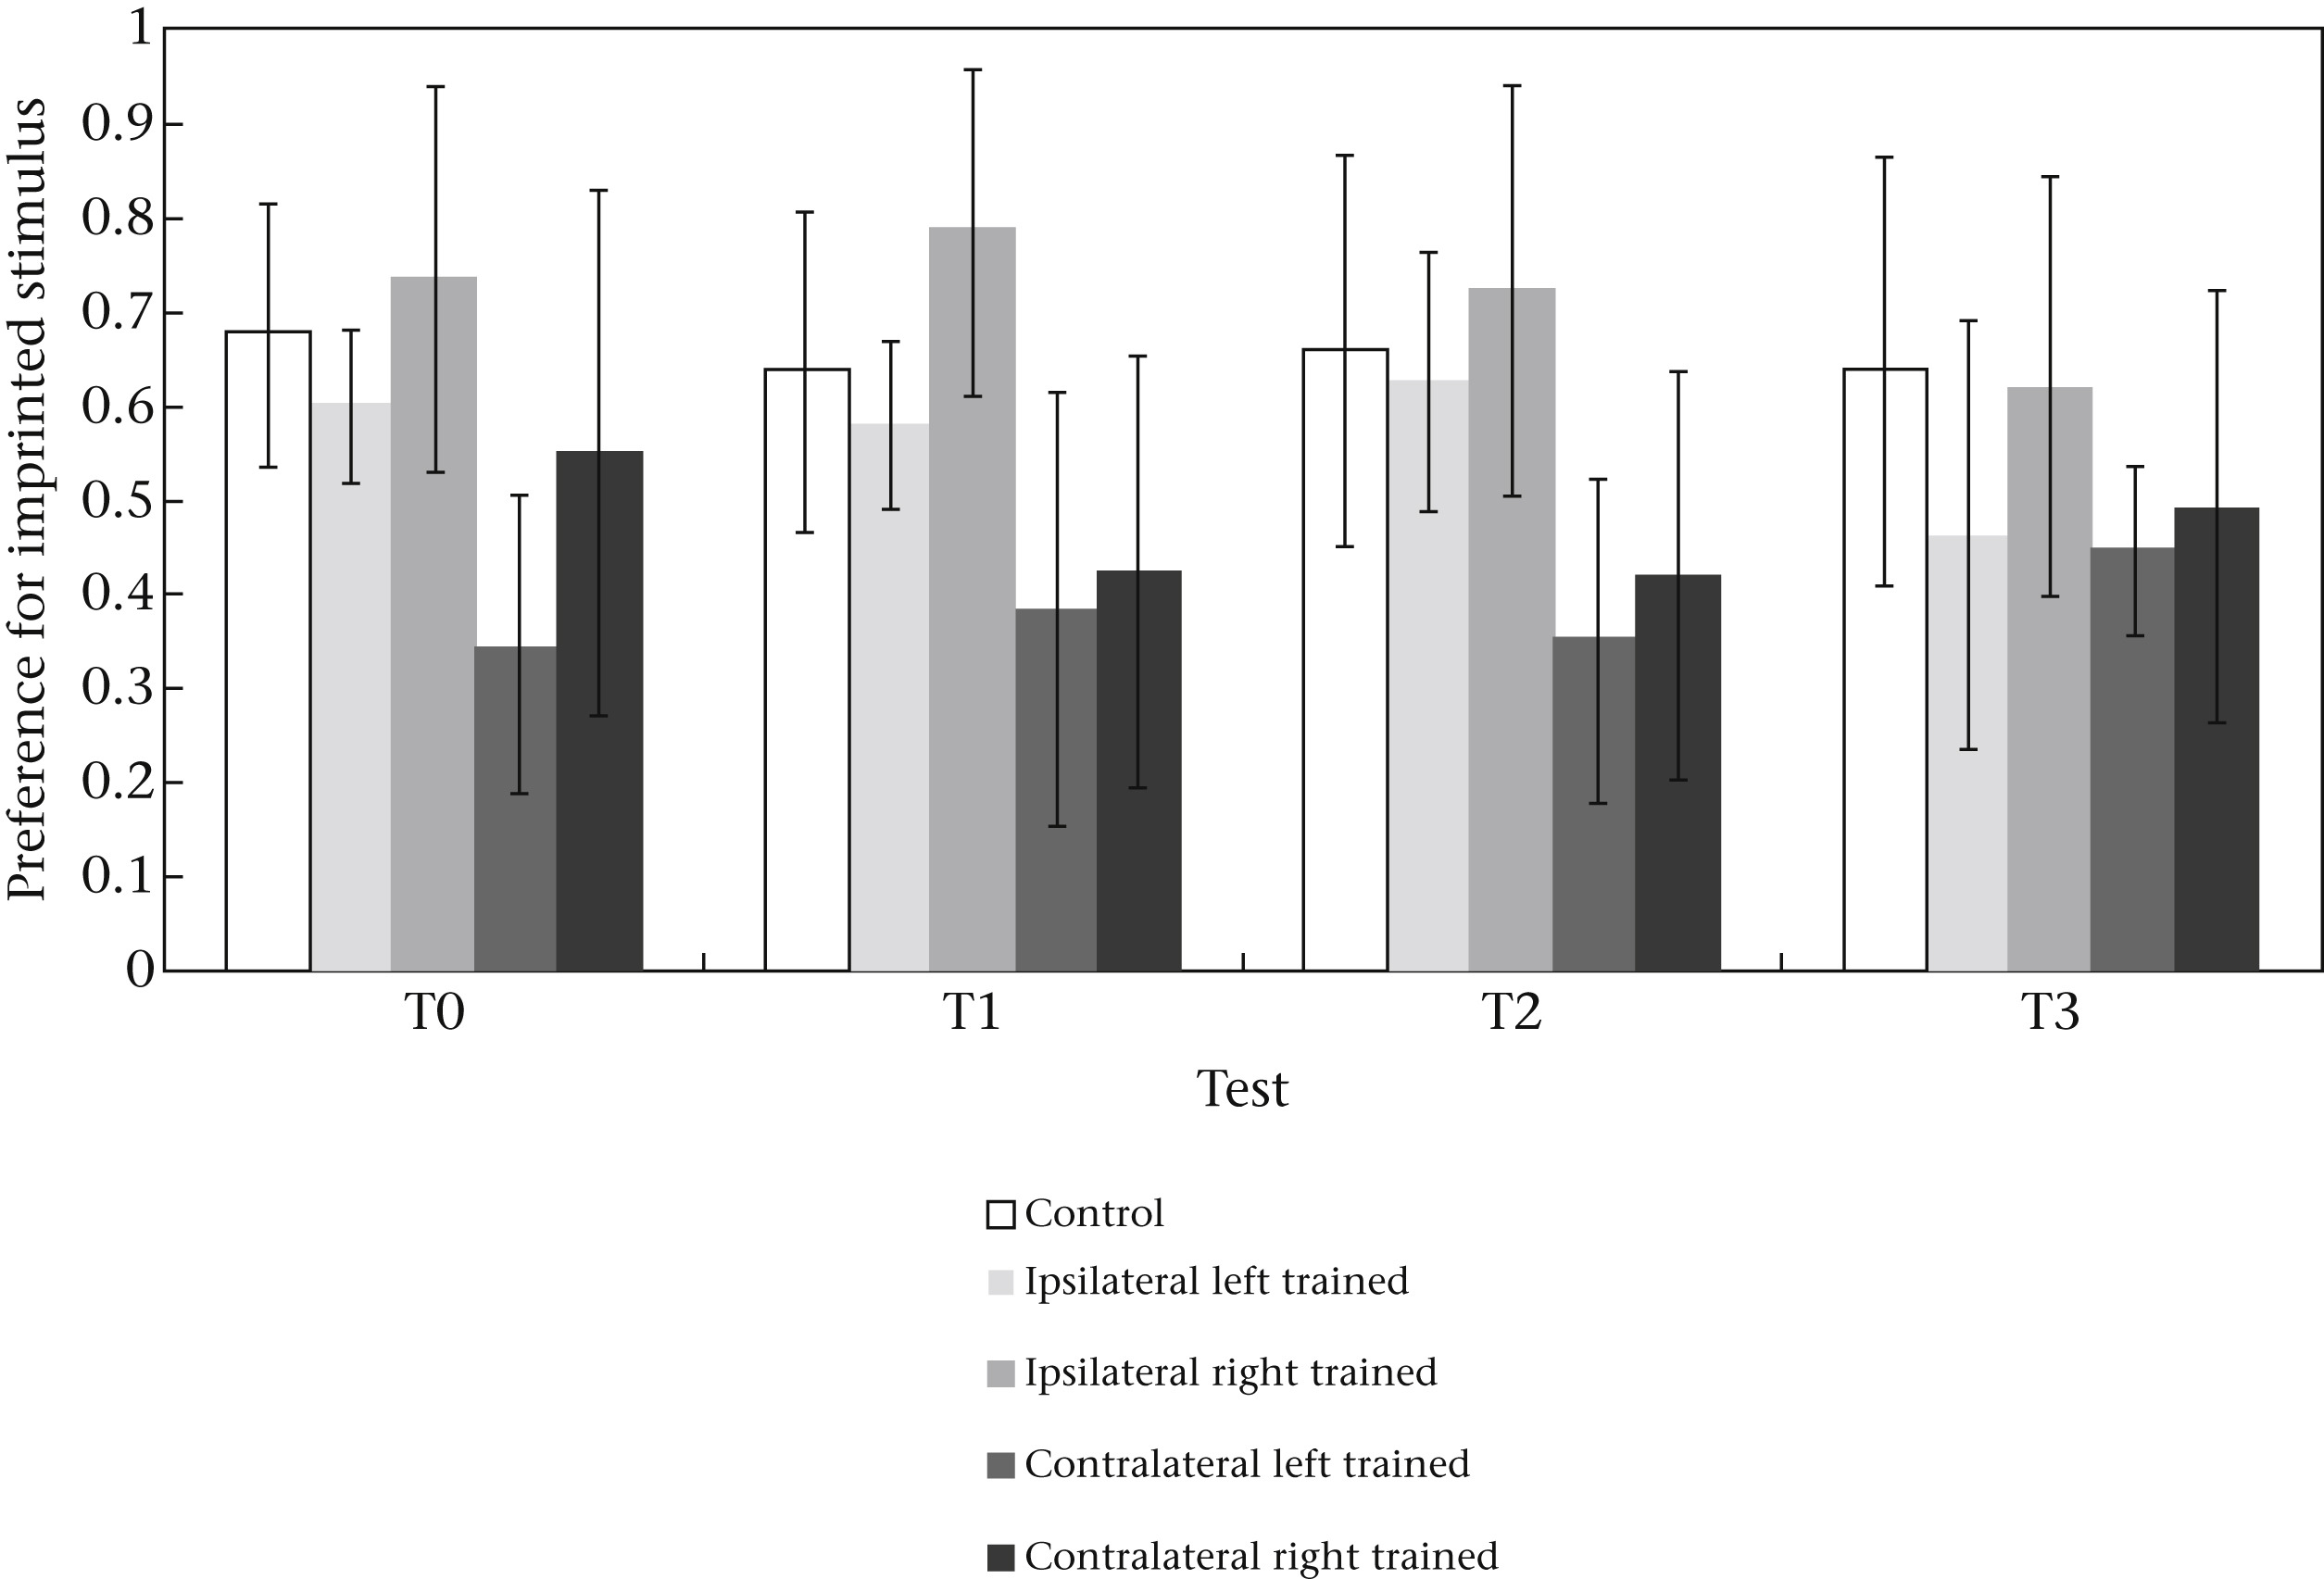 Preference for imprinted stimulus
1
0.9
0.8
0.7
0.6
0.5
0.4
0.3
0.2
0.1
0
T0 T1 T2 T3
Test
Control
Ipsilateral left trained
Ipsilateral right trained
Contralateral left trained
Contralateral right trained